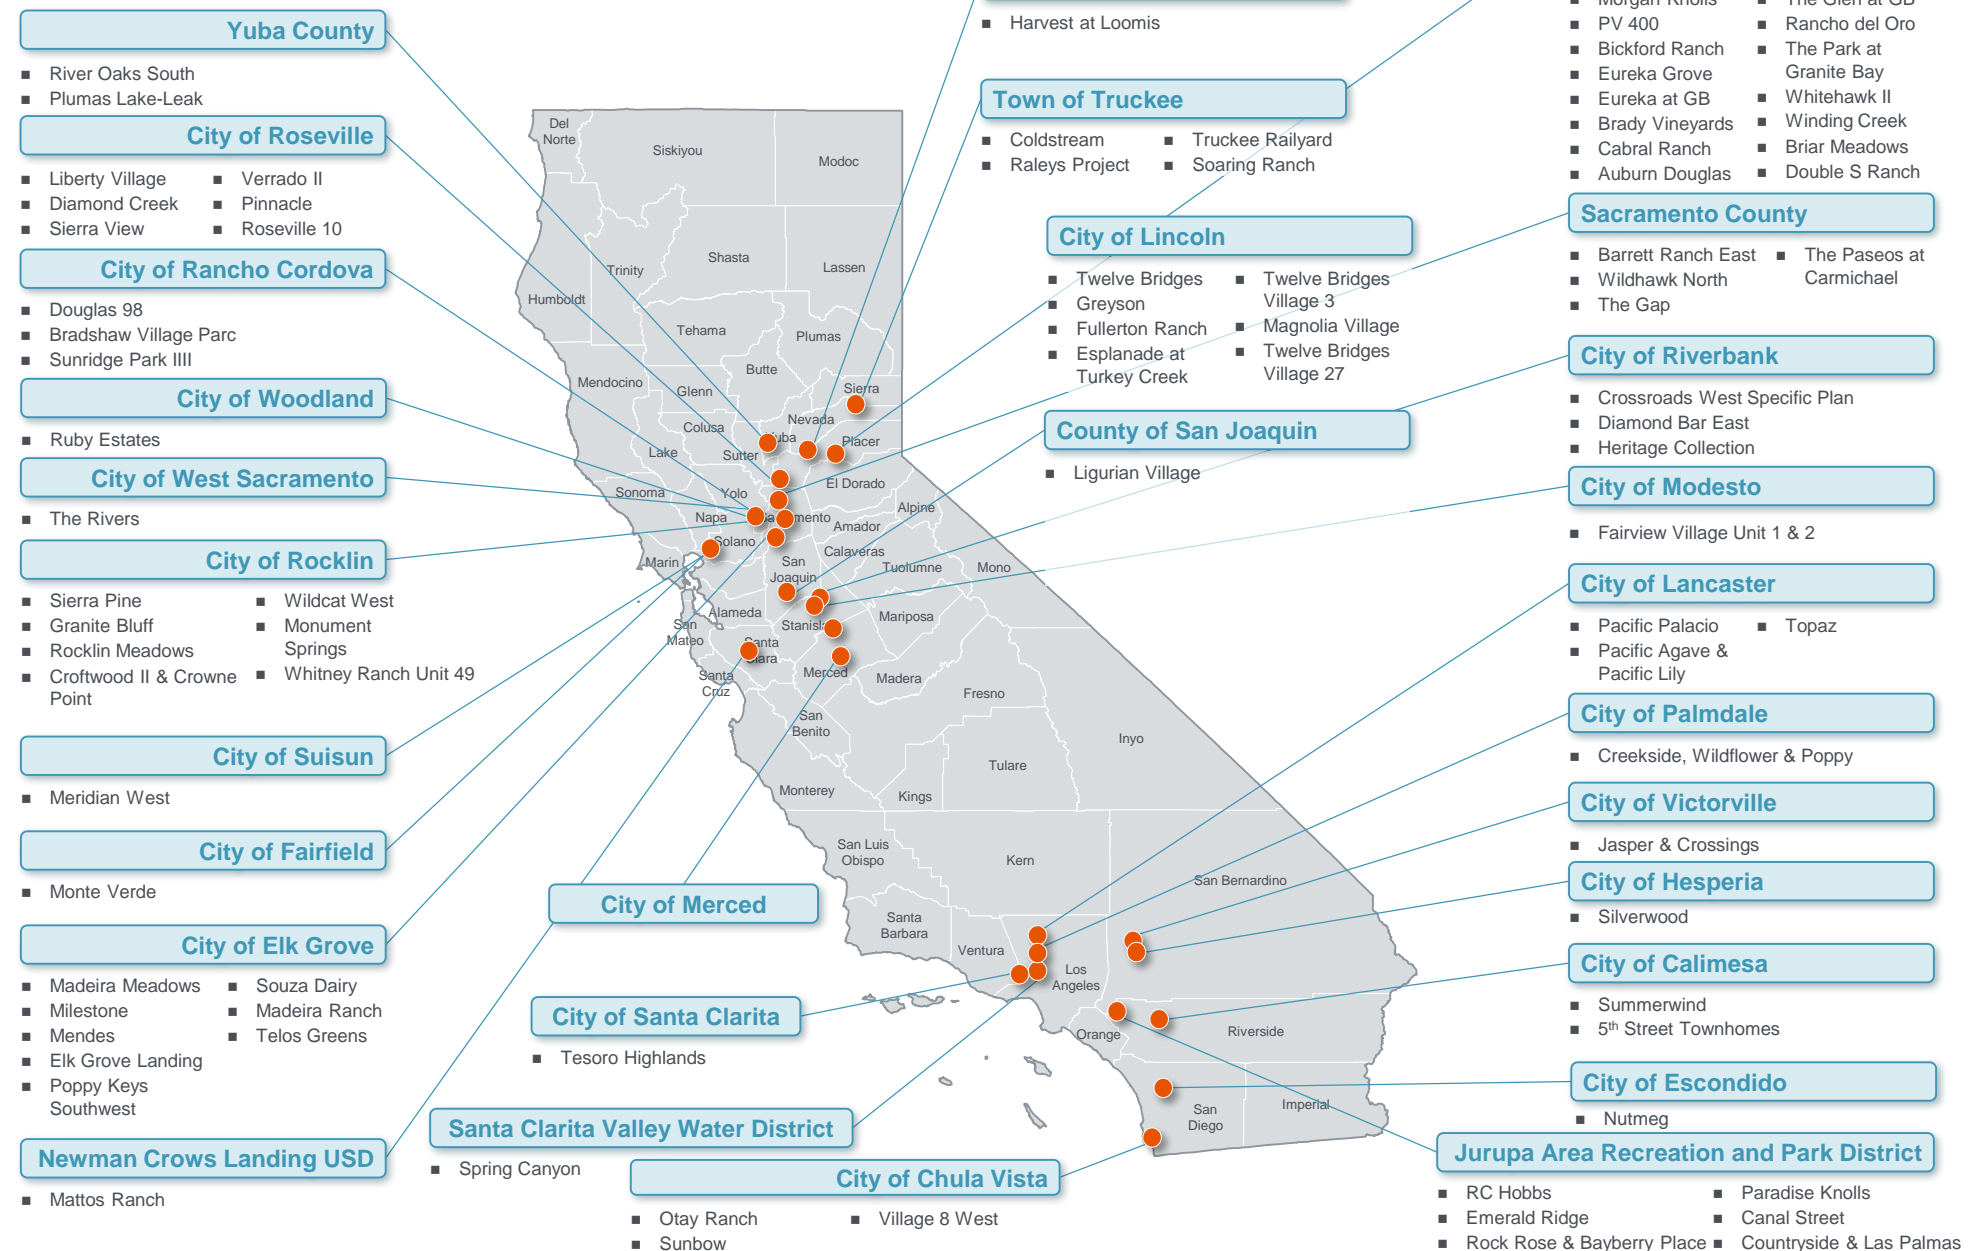 Yuba County
River Oaks South
Plumas Lake-Leak
City of Roseville
Liberty Village
Diamond Creek
Sierra View
Verrado II
Pinnacle
Roseville 10
City of Rancho Cordova
Douglas 98
Bradshaw Village Parc
Sunridge Park IIII
City of Woodland
Ruby Estates
City of West Sacramento
The Rivers
City of Rocklin
Sierra Pine
Granite Bluff
Rocklin Meadows
Croftwood II & Crowne
Point
Wildcat West
Monument
Springs
Whitney Ranch Unit 49
City of Suisun
Meridian West
City of Fairfield
Monte Verde
City of Elk Grove
Madeira Meadows
Milestone
Mendes
Elk Grove Landing
Poppy Keys
Southwest
Souza Dairy
Madeira Ranch
Telos Greens
Newman Crows Landing USD
Mattos Ranch
Harvest at Loomis
Town of Truckee
Coldstream
Raleys Project
Truckee Railyard
Soaring Ranch
City of Lincoln
Twelve Bridges
Greyson
Fullerton Ranch
Esplanade at
Turkey Creek
Twelve Bridges
Village 3
Magnolia Village
Twelve Bridges
Village 27
County of San Joaquin
Ligurian Village
Del
Norte
Siskiyou
Modoc
Trinity
Shasta
Lassen
Humboldt
Tehama
Plumas
Mendocino
Glenn
Butte
Sierra
Colusa
Nevada
Lake
Sutter
Placer
Sonoma
Yolo
El Dorado
Napa
Alpine
Amador
Solano
Marin
San
Joaquin
Calaveras
Tuolumne
Mono
Alameda
San
Mateo
Mariposa
Santa
Cruz
Merced
Madera
Fresno
San
Benito
Inyo
Tulare
Monterey
Kings
San Luis
Obispo
Kern
San Bernardino
Santa
Barbara
Ventura
Los
Angeles
Orange
Riverside
San
Diego
Imperial
City of Merced
City of Santa Clarita
Tesoro Highlands
Santa Clarita Valley Water District
Spring Canyon
City of Chula Vista
Otay Ranch
Sunbow
Village 8 West
Morgan Knolls
PV 400
Bickford Ranch
Eureka Grove
Eureka at GB
Brady Vineyards
Cabral Ranch
Auburn Douglas
The Glen at GB
Rancho del Oro
The Park at
Granite Bay
Whitehawk II
Winding Creek
Briar Meadows
Double S Ranch
Sacramento County
Barrett Ranch East
Wildhawk North
The Gap
The Paseos at
Carmichael
City of Riverbank
Crossroads West Specific Plan
Diamond Bar East
Heritage Collection
City of Modesto
Fairview Village Unit 1 & 2
City of Lancaster
Pacific Palacio
Pacific Agave &
Pacific Lily
Topaz
City of Palmdale
Creekside, Wildflower & Poppy
City of Victorville
Jasper & Crossings
City of Hesperia
Silverwood
City of Calimesa
Summerwind
5th Street Townhomes
City of Escondido
Nutmeg
Jurupa Area Recreation and Park District
RC Hobbs
Emerald Ridge
Rock Rose & Bayberry Place
Paradise Knolls
Canal Street
Countryside & Las Palmas